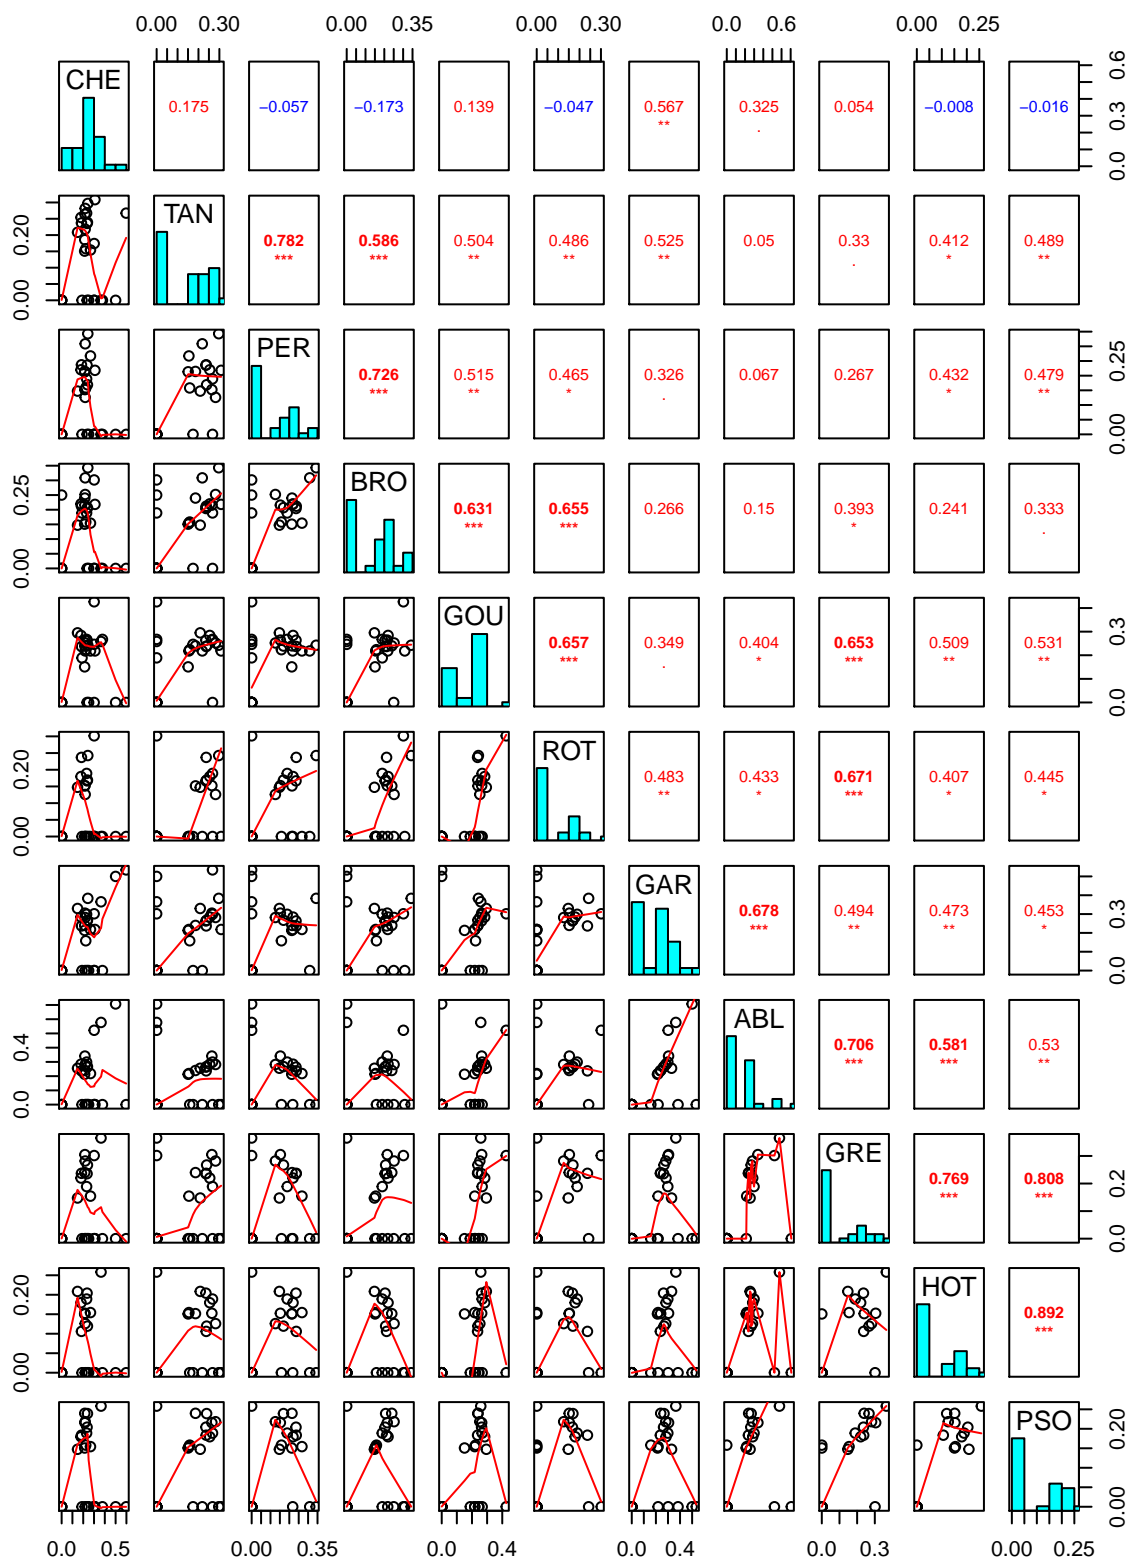 0.00 0.30 0.00 0.35 0.00 0.30 0.0 0.6 0.00 0.25
CHE 0.175 −0.057 −0.173 0.139 −0.047 0.567 0.325 0.054 −0.008 −0.016 0.0 0.3 0.6
** .
0.00 0.20 TAN 0.782 0.586 0.504 0.486 0.525 0.05 0.33 0.412 0.489
*** *** ** ** ** . * **
PER 0.726 0.515 0.465 0.326 0.067 0.267 0.432 0.479 0.00 0.25
*** ** * . * **
0.00 0.25 BRO 0.631 0.655 0.266 0.15 0.393 0.241 0.333
*** *** * .
GOU 0.657 0.349 0.404 0.653 0.509 0.531 0.0 0.3
*** . * *** ** **
0.00 0.20 ROT 0.483 0.433 0.671 0.407 0.445
** * *** * *
GAR 0.678 0.494 0.473 0.453 0.0 0.3
*** ** ** *
0.0 0.4 ABL 0.706 0.581 0.53
*** *** **
GRE 0.769 0.808 0.0 0.2
*** ***
0.00 0.20 HOT 0.892
***
PSO 0.00 0.20
0.0 0.5 0.00 0.35 0.0 0.4 0.0 0.4 0.0 0.3 0.00 0.25